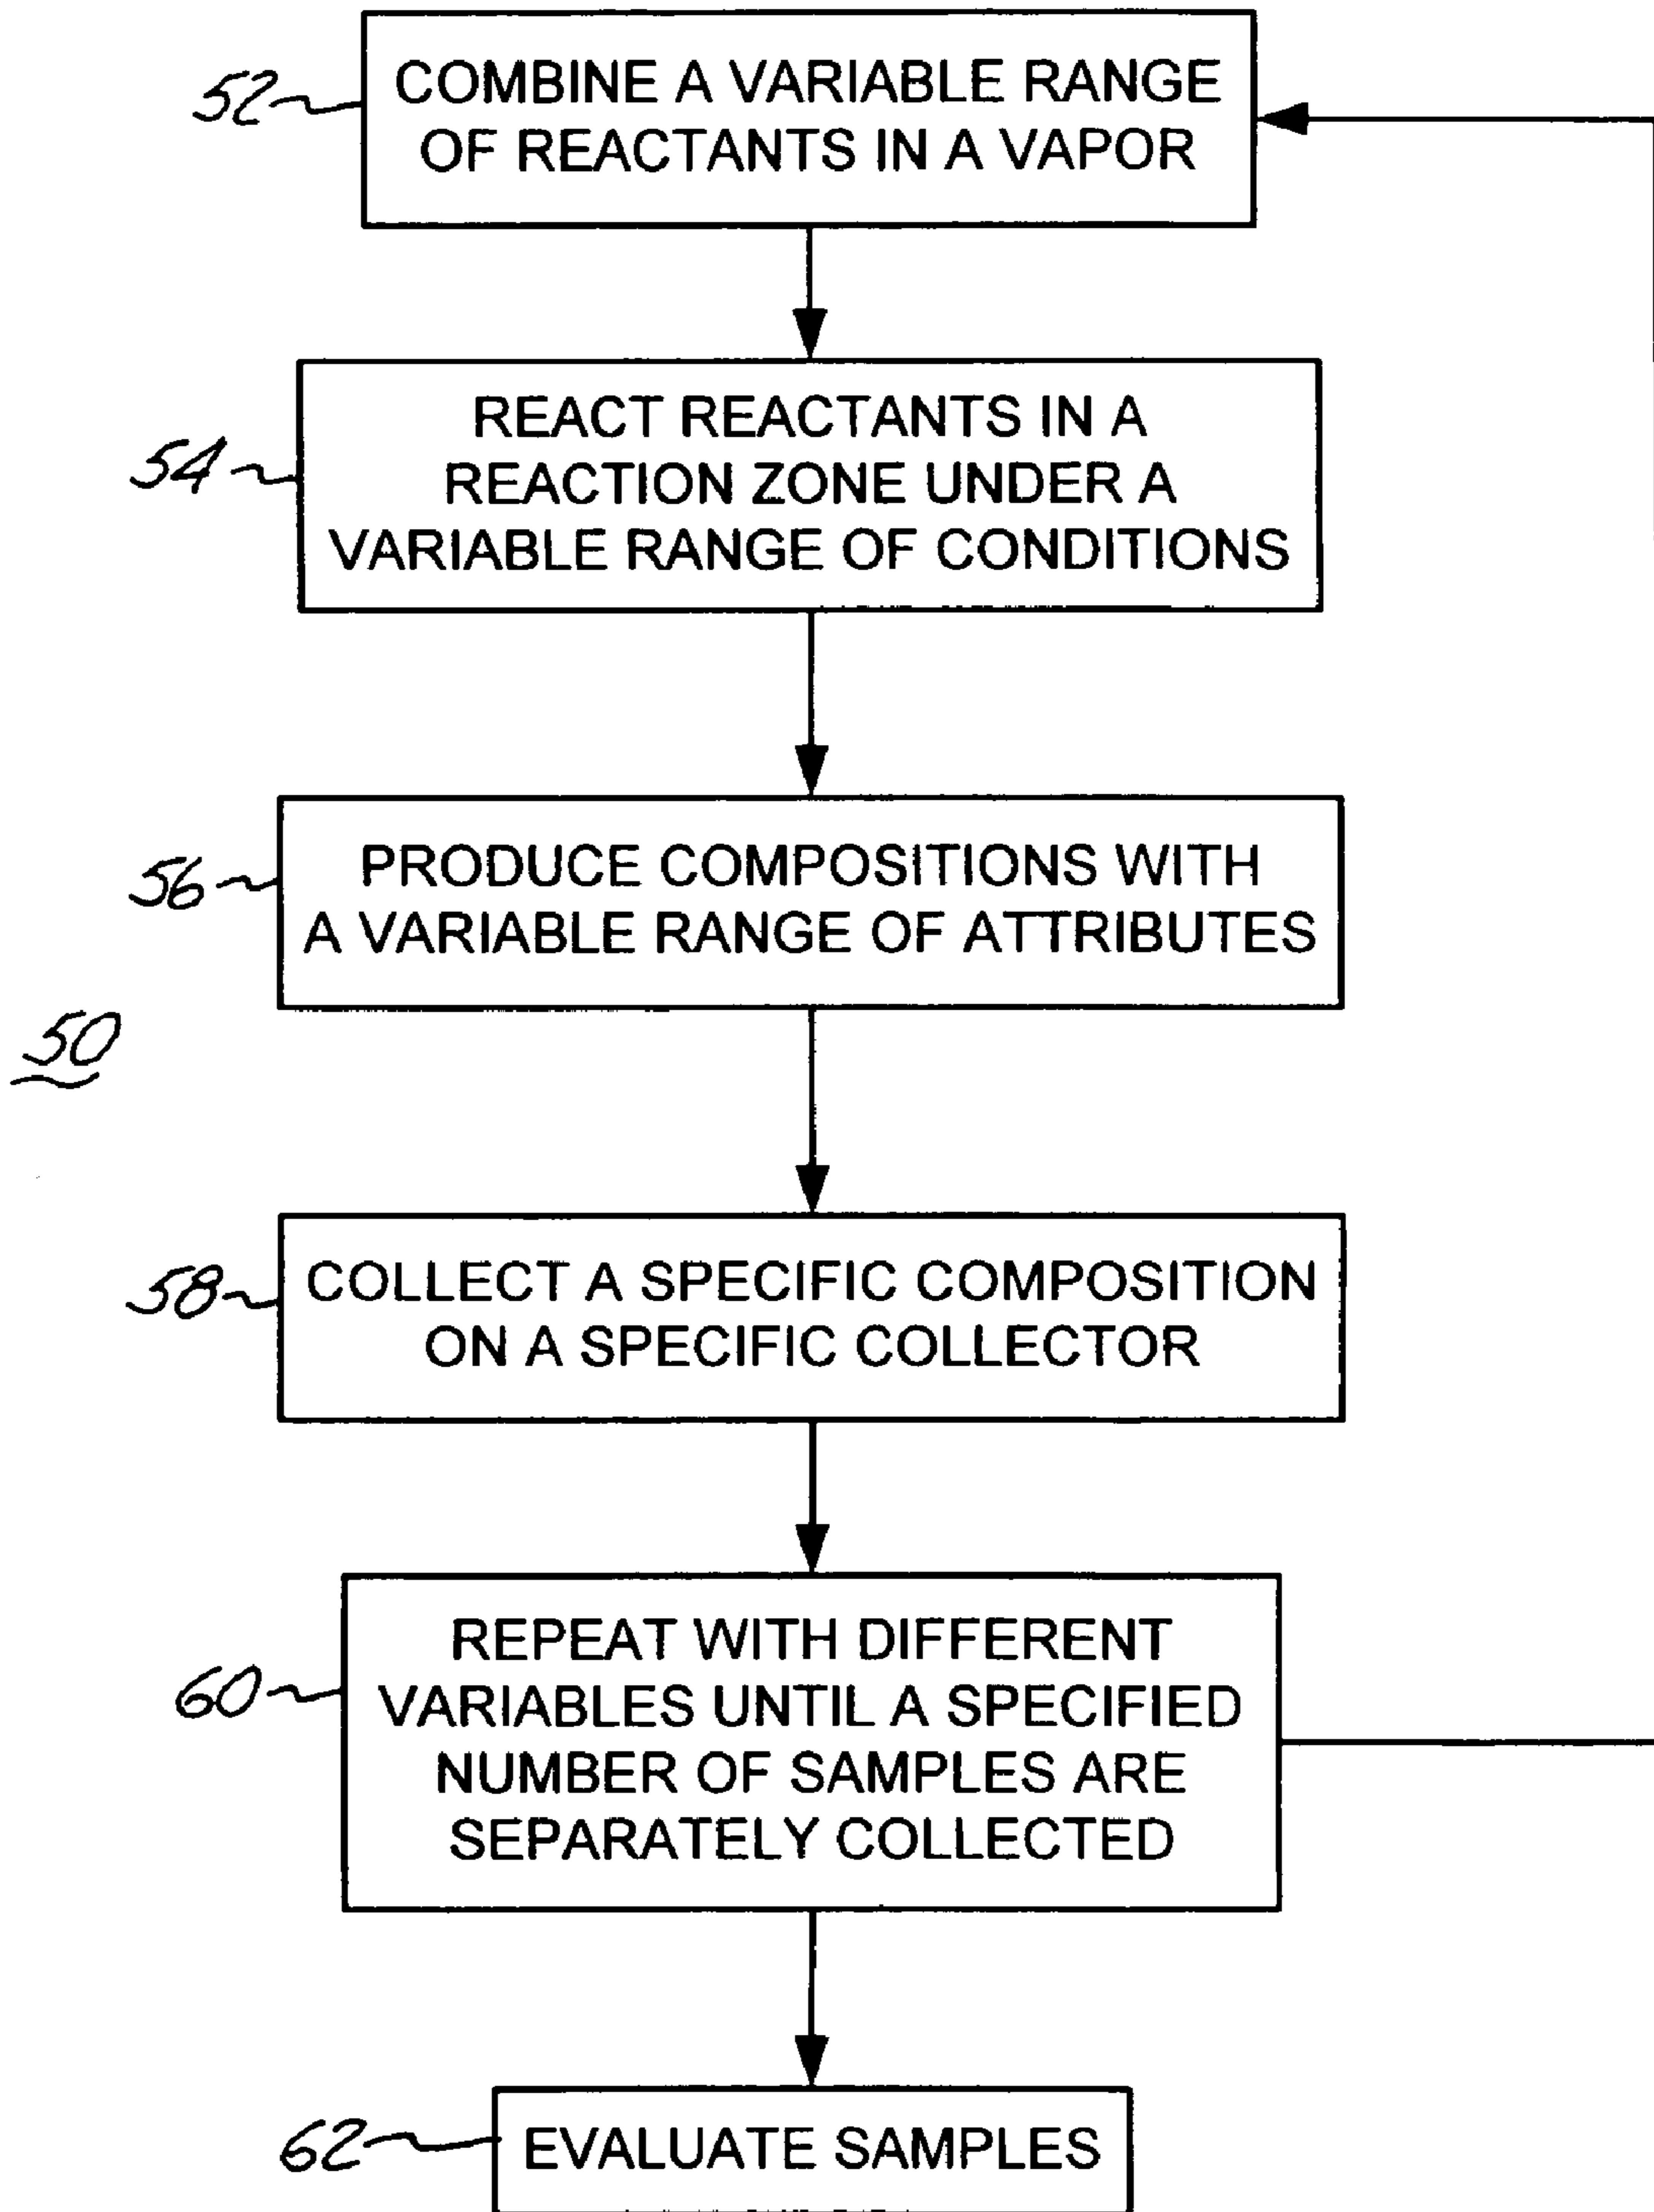 52
COMBINE A VARIABLE RANGE
OF REACTANTS IN A VAPOR
54
REACT REACTANTS IN A
REACTION ZONE UNDER A
VARIABLE RANGE OF CONDITIONS
56
PRODUCE COMPOSITIONS WITH
A VARIABLE RANGE OF ATTRIBUTES
50
58
COLLECT A SPECIFIC COMPOSITION
ON A SPECIFIC COLLECTOR
60
REPEAT WITH DIFFERENT
VARIABLES UNTIL A SPECIFIED
NUMBER OF SAMPLES ARE
SEPARATELY COLLECTED
62
EVALUATE SAMPLES